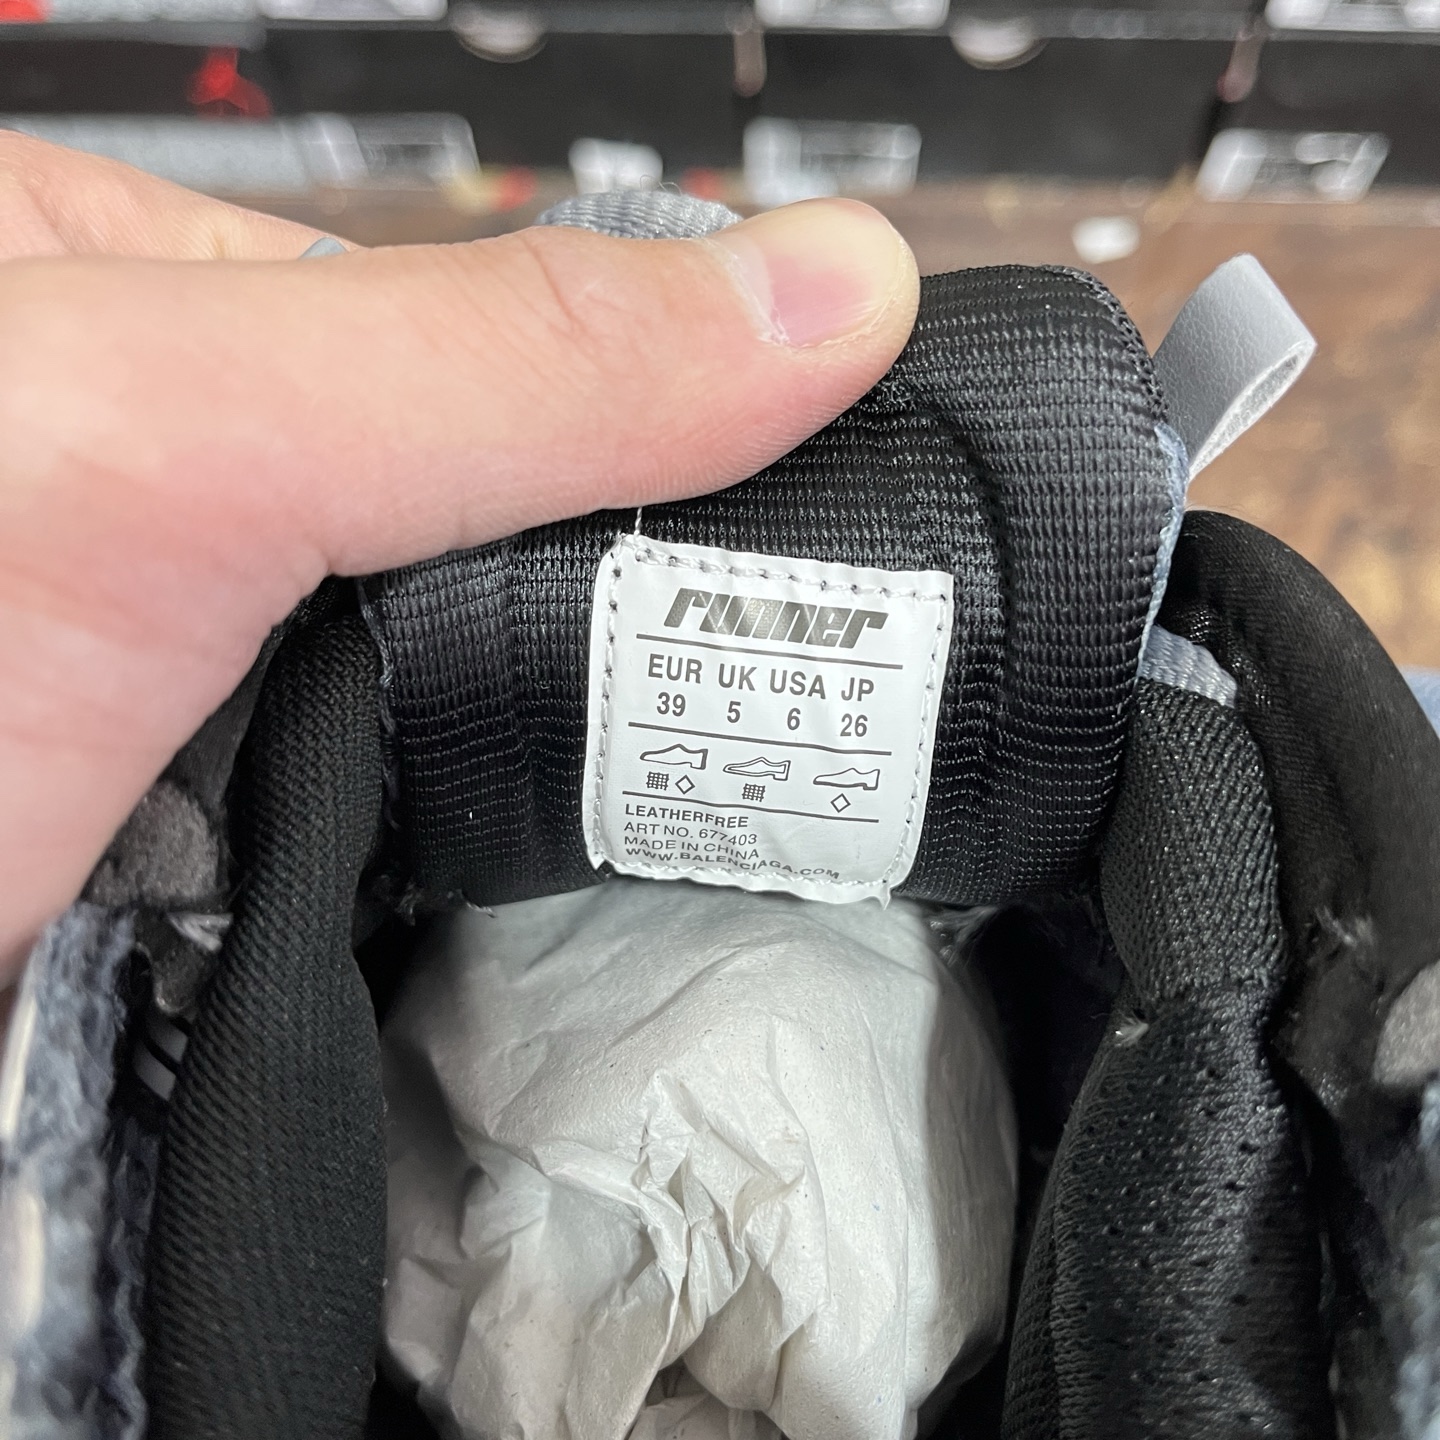 runner
EUR UK USA JP
39 5 6 26
LEATHERFREE
ART NO. 677403
MADE IN CHINA
WWW.BALENCIAGA.COM